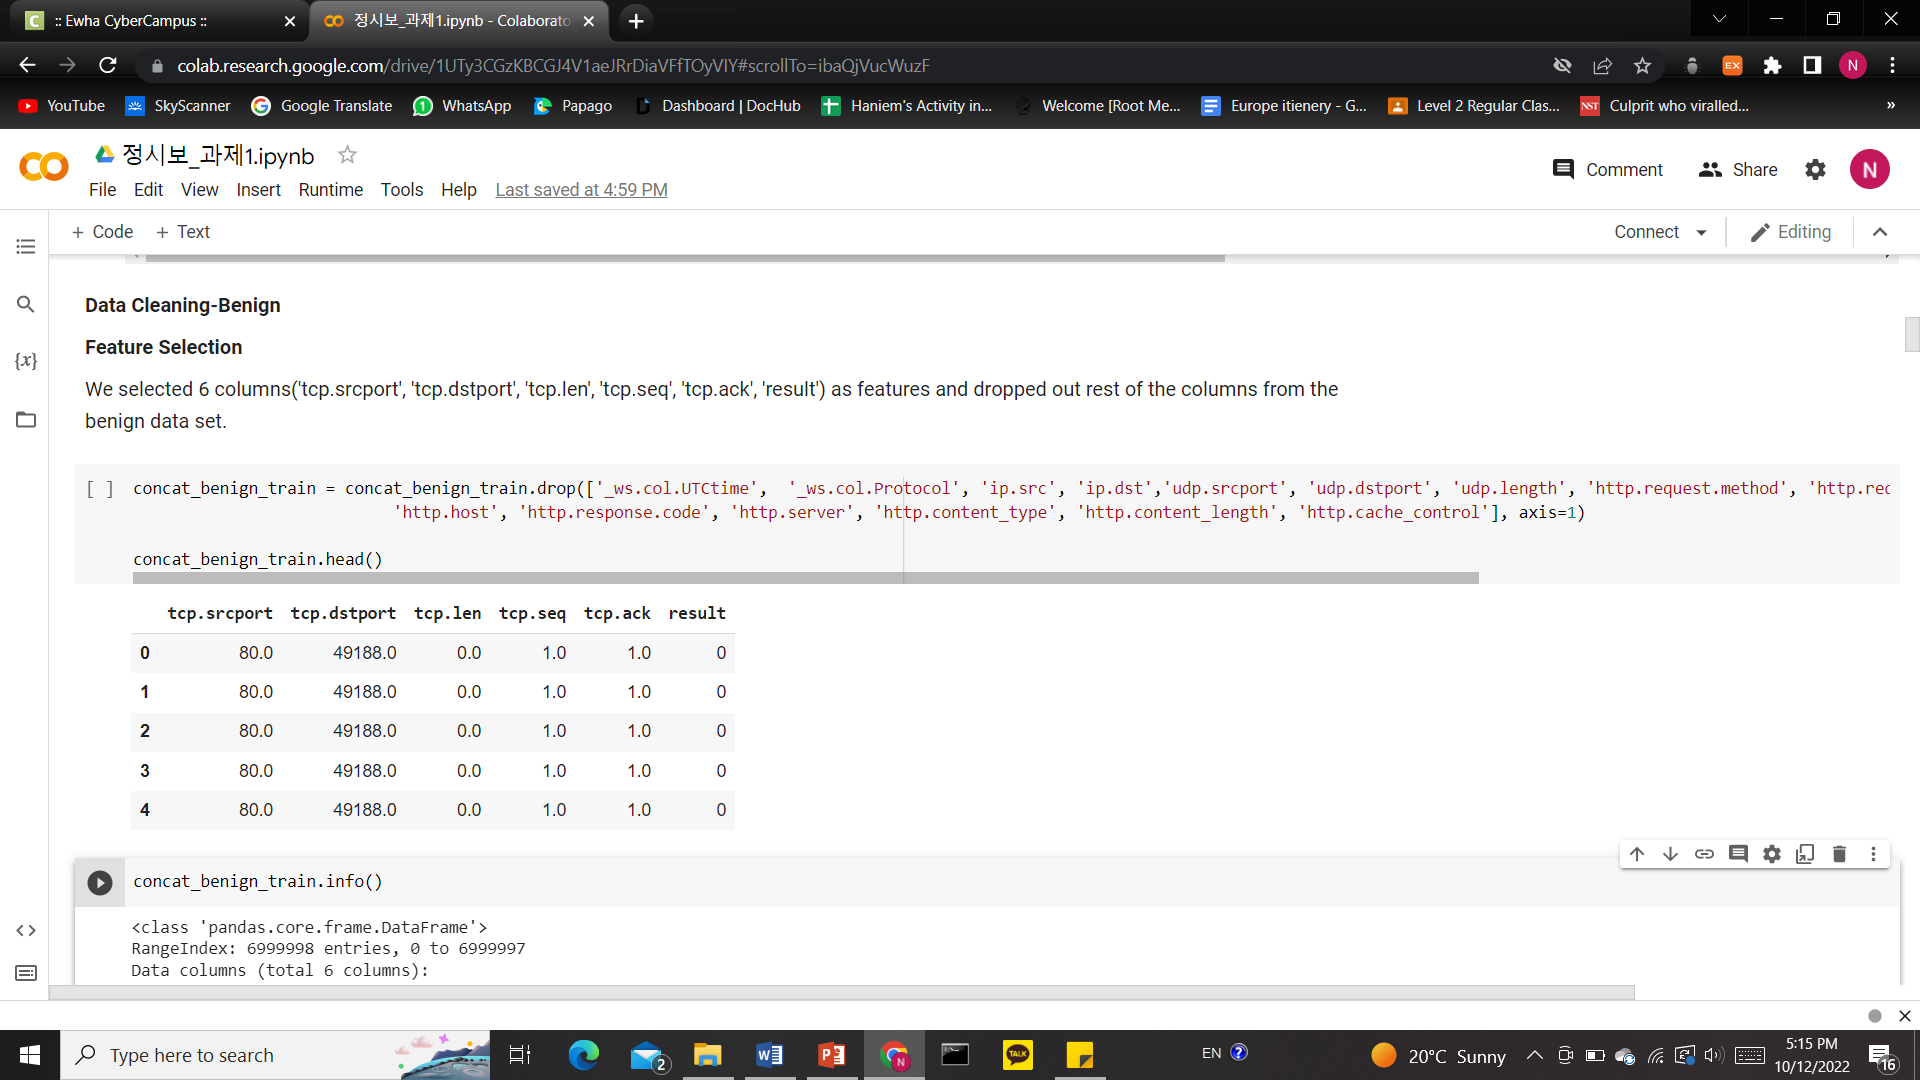 :: Ewha CyberCampus ::
정시보_과제1.ipynb - Colaborato
colab.research.google.com/drive/1UTy3CGzKBCGJ4V1aeJRrDiaVFfTOyVIY#scrollTo=ibaQjVucWuzF
EX
N
YouTube
SkyScanner
Google Translate
WhatsApp
Papago
Dashboard | DocHub
Haniem's Activity in...
Welcome [Root Me...
Europe itienery - G...
Level 2 Regular Clas...
NST
Culprit who viralled...
»
정시보_과제1.ipynb
Comment
Share
N
File Edit View Insert Runtime Tools Help Last saved at 4:59 PM
+ Code + Text
Connect
Editing
Data Cleaning-Benign
Feature Selection
{x}
We selected 6 columns('tcp.srcport', 'tcp.dstport', 'tcp.len', 'tcp.seq', 'tcp.ack', 'result') as features and dropped out rest of the columns from the
benign data set.
[ ] concat_benign_train = concat_benign_train.drop(['_ws.col.UTCtime',  '_ws.col.Protocol', 'ip.src', 'ip.dst','udp.srcport', 'udp.dstport', 'udp.length', 'http.request.method', 'http.rec
'http.host', 'http.response.code', 'http.server', 'http.content_type', 'http.content_length', 'http.cache_control'], axis=1)
concat_benign_train.head()
tcp.srcport tcp.dstport tcp.len tcp.seq tcp.ack result
0 80.0 49188.0 0.0 1.0 1.0 0
1 80.0 49188.0 0.0 1.0 1.0 0
2 80.0 49188.0 0.0 1.0 1.0 0
3 80.0 49188.0 0.0 1.0 1.0 0
4 80.0 49188.0 0.0 1.0 1.0 0
concat_benign_train.info()
<class 'pandas.core.frame.DataFrame'>
RangeIndex: 6999998 entries, 0 to 6999997
Data columns (total 6 columns):
Type here to search
2
TALK
EN
20°C Sunny
5:15 PM
10/12/2022
16